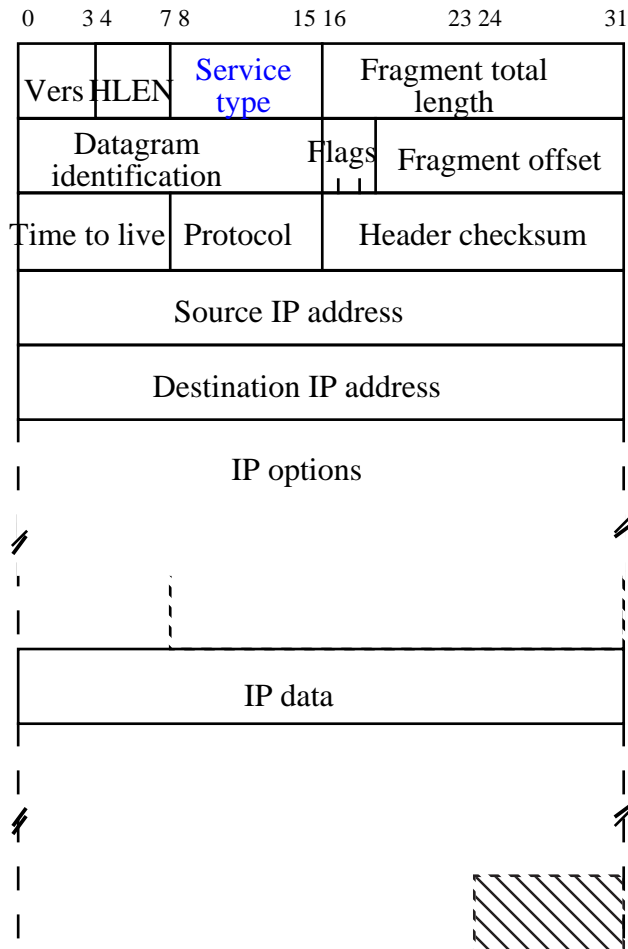 0 3 4 7 8 15 16 23 24 31
Vers HLEN Service type Fragment total length
Datagram identification Flags Fragment offset
Time to live Protocol Header checksum
Source IP address
Destination IP address
IP options
IP data